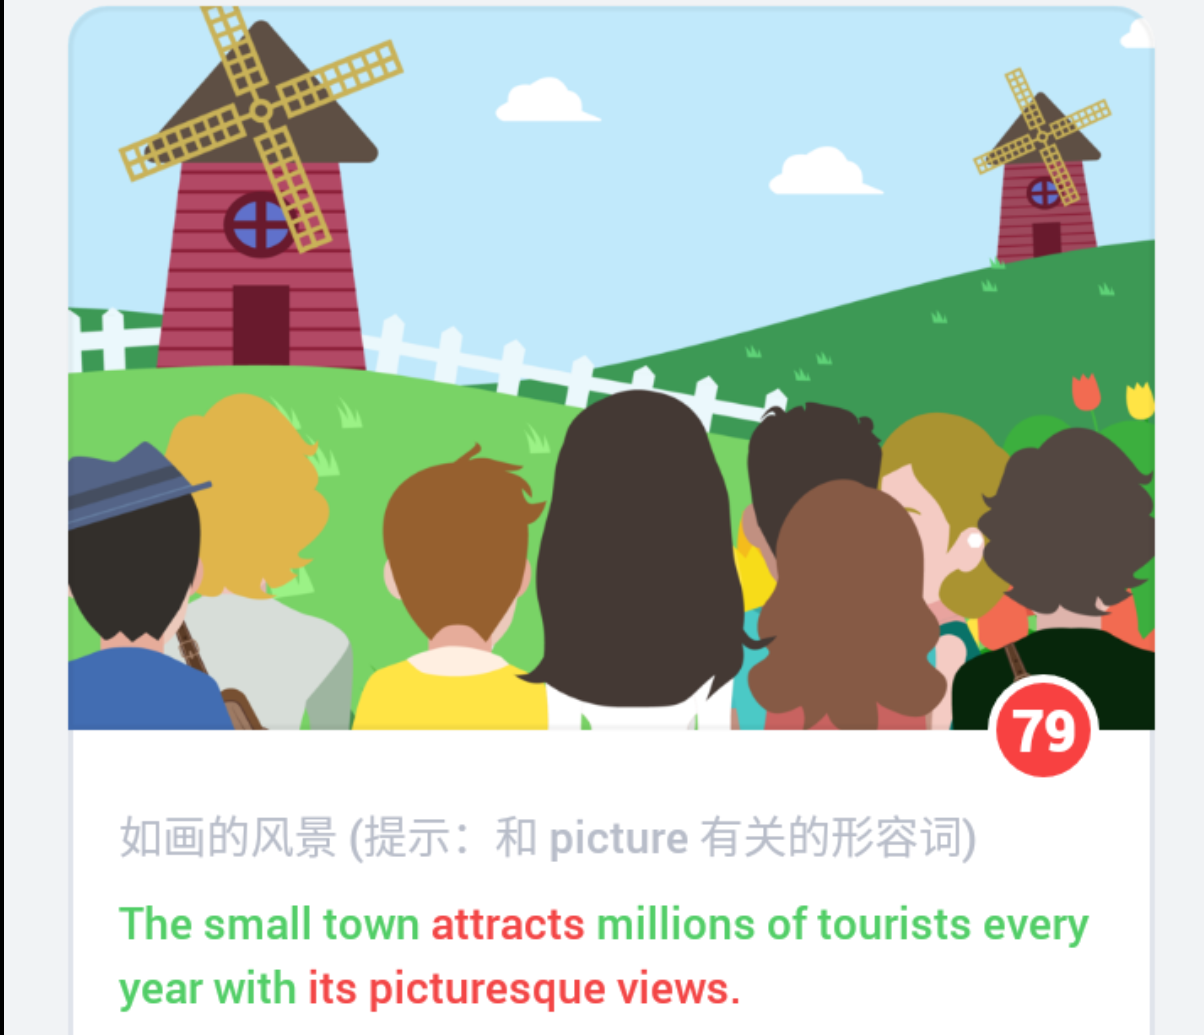 79
如画的风景 (提示：和 picture 有关的形容词)
The small town attracts millions of tourists every
year with its picturesque views.